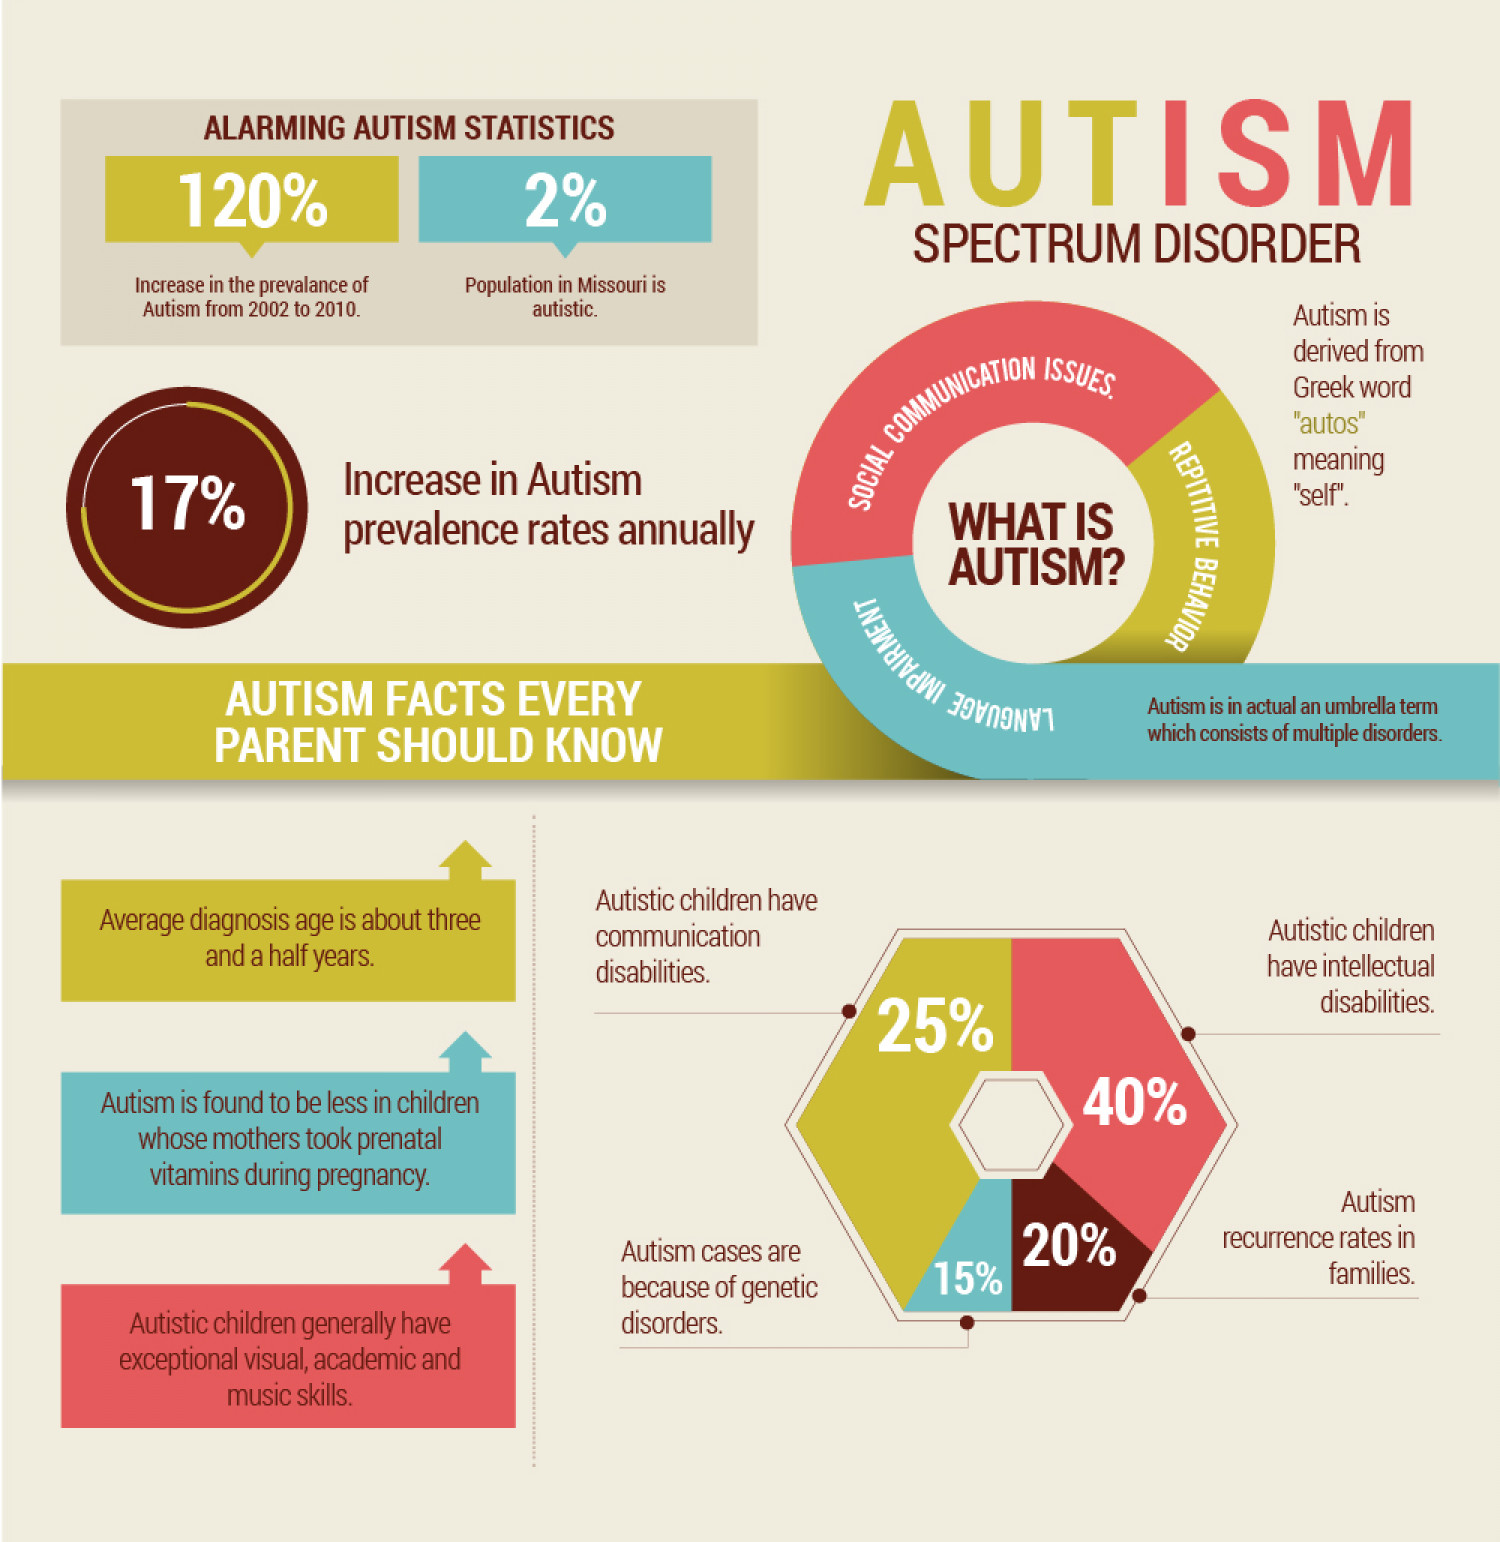 ALARMING AUTISM STATISTICS
120%
Increase in the prevalance of
Autism from 2002 to 2010.
2%
Population in Missouri is
autistic.
17%
Increase in Autism
prevalence rates annually
AUTISM
SPECTRUM DISORDER
Autism is
derived from
Greek word
"autos"
meaning
"self".
SOCIAL COMMUNICATION ISSUES.
REPITITIVE BEHAVIOR
LANGUAGE IMPAIRMENT
WHAT IS
AUTISM?
Autism is in actual an umbrella term
which consists of multiple disorders.
AUTISM FACTS EVERY
PARENT SHOULD KNOW
Average diagnosis age is about three
and a half years.
Autism is found to be less in children
whose mothers took prenatal
vitamins during pregnancy.
Autistic children generally have
exceptional visual, academic and
music skills.
Autistic children have
communication
disabilities.
25%
Autistic children
have intellectual
disabilities.
40%
Autism cases are
because of genetic
disorders.
15%
Autism
recurrence rates in
families.
20%